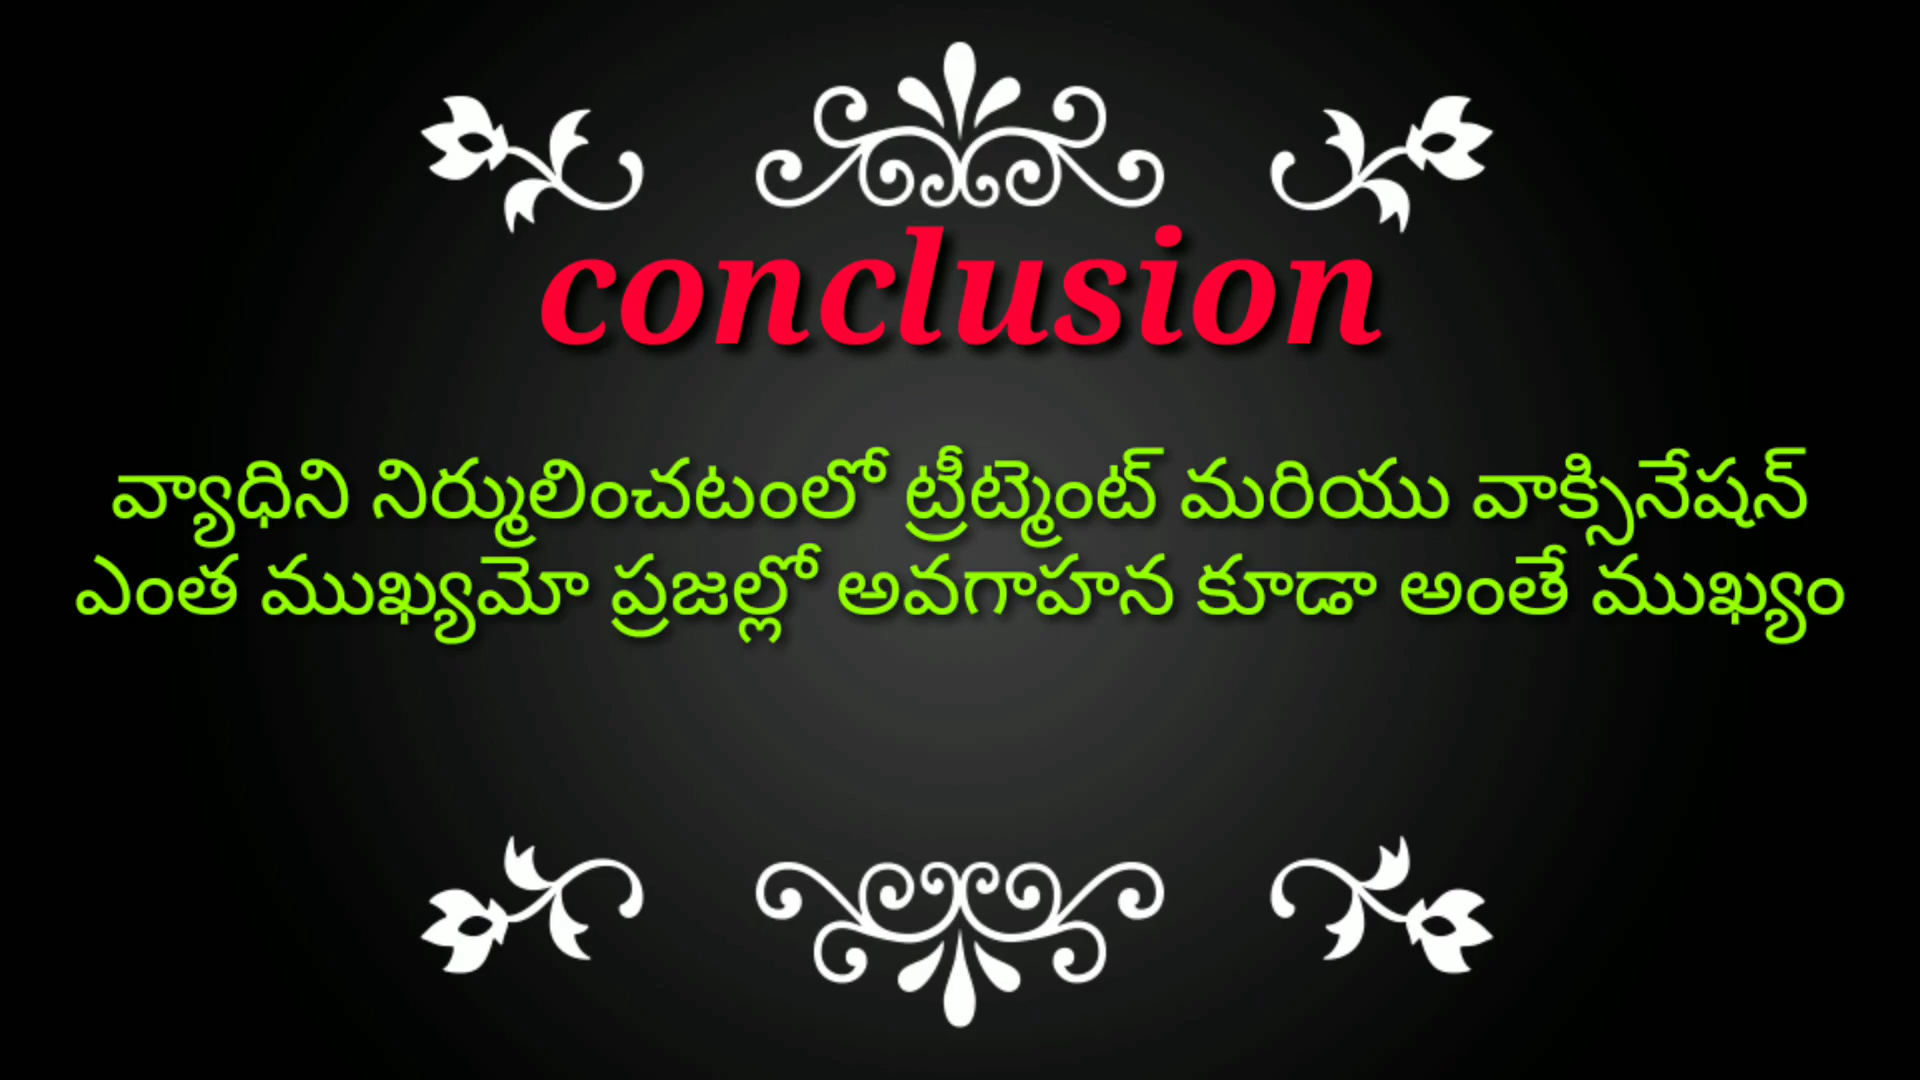 conclusion
వ్యాధిని నిర్ములించటంలో ట్రీట్మెంట్ మరియు వాక్సినేషన్
ఎంత ముఖ్యమో ప్రజల్లో అవగాహన కూడా అంతే ముఖ్యం